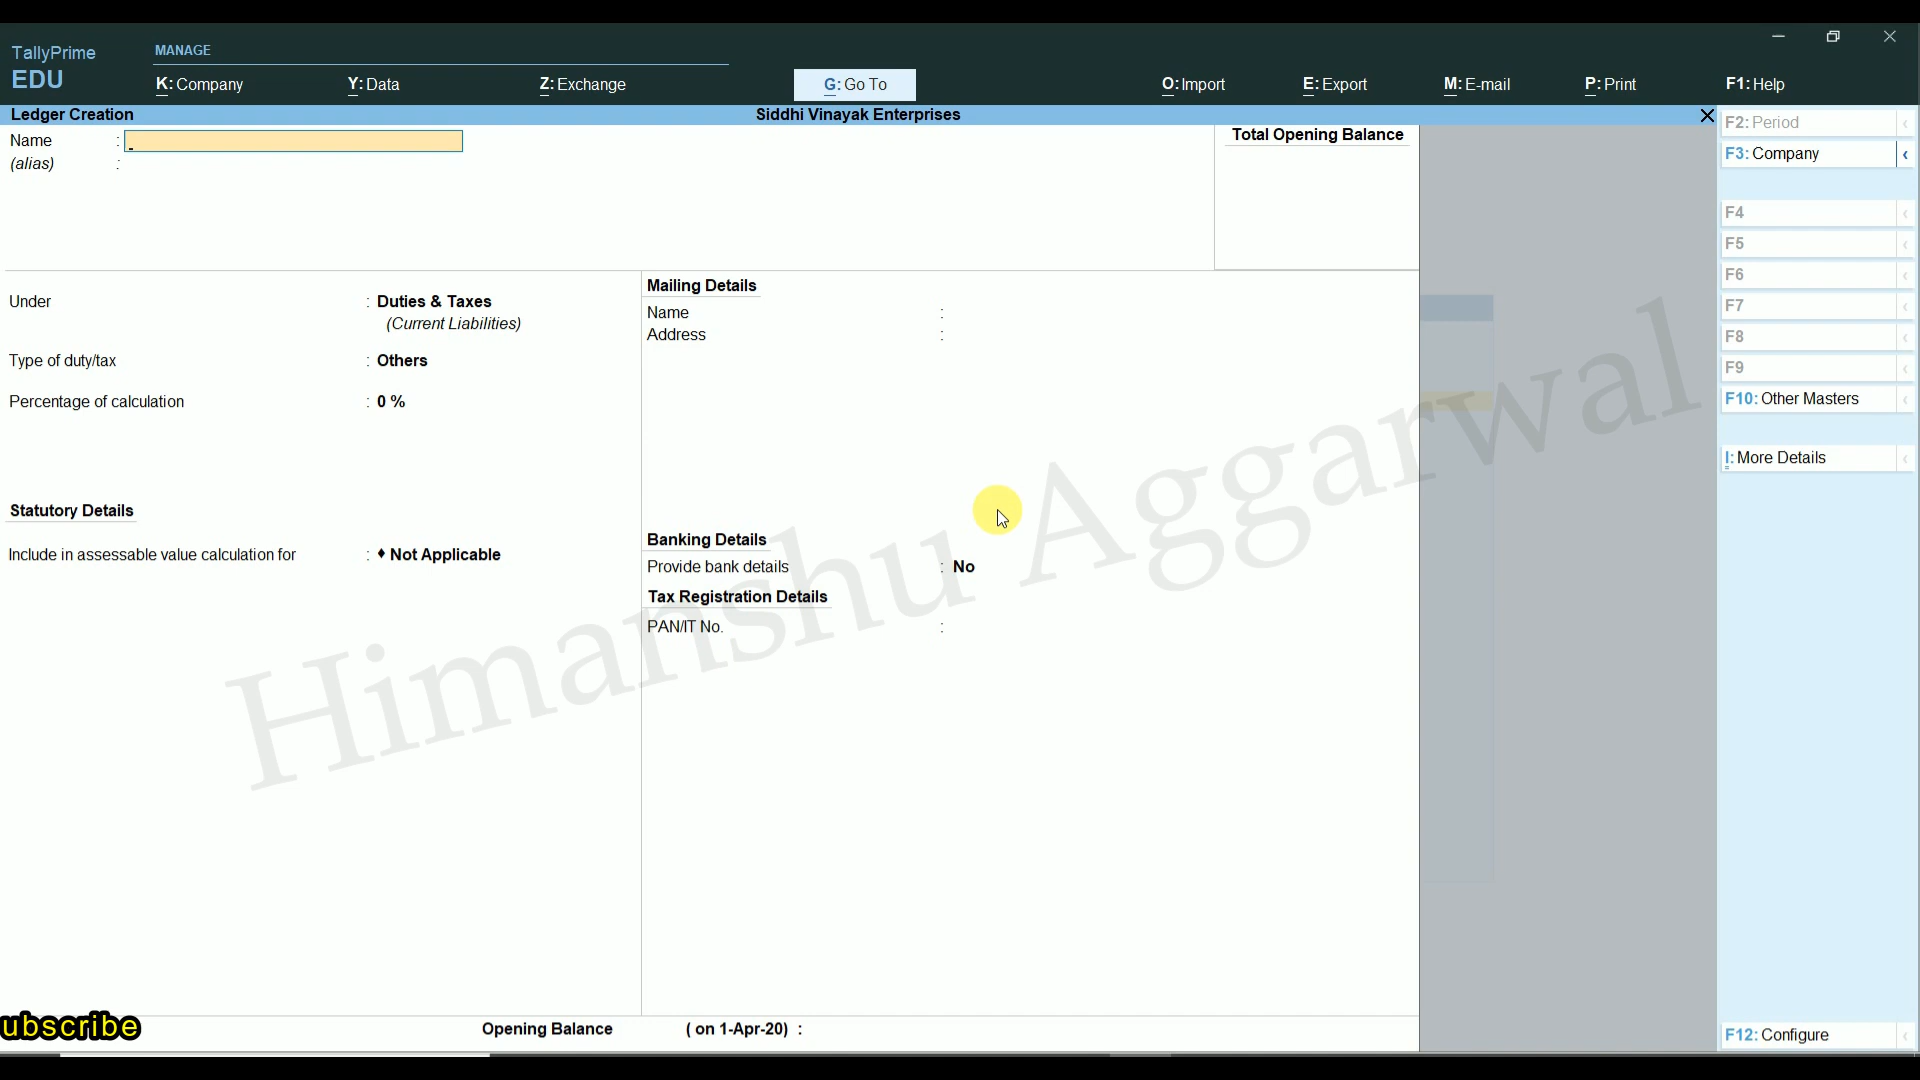 TallyPrime
EDU
MANAGE
K: Company
Y: Data
Z: Exchange
G: Go To
O: Import
E: Export
M: E-mail
P: Print
F1: Help
Ledger Creation
Siddhi Vinayak Enterprises
Name :
(alias) :
Total Opening Balance
Under : Duties & Taxes
(Current Liabilities)
Type of duty/tax : Others
Percentage of calculation : 0 %
Statutory Details
Include in assessable value calculation for : ♦ Not Applicable
Mailing Details
Name :
Address :
Banking Details
Provide bank details : No
Tax Registration Details
PAN/IT No. :
Opening Balance ( on 1-Apr-20) :
F2: Period
F3: Company
F4
F5
F6
F7
F8
F9
F10: Other Masters
I: More Details
F12: Configure
Himanshu Aggarwal
ubscribe